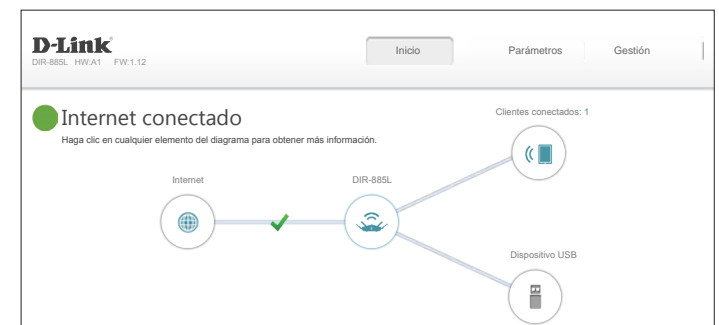 D-Link
DIR-885L HW:A1 FW:1.12
Inicio Parámetros Gestión
Internet conectado
Haga clic en cualquier elemento del diagrama para obtener más información.
Clientes conectados: 1
Internet
DIR-885L
Dispositivo USB